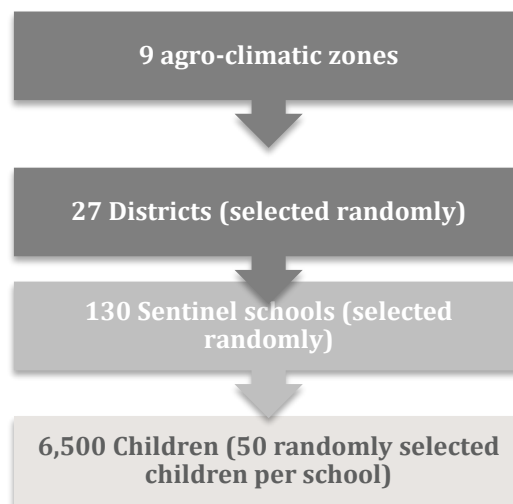 9 agro-climatic zones
27 Districts (selected randomly)
130 Sentinel schools (selected
randomly)
6,500 Children (50 randomly selected
children per school)